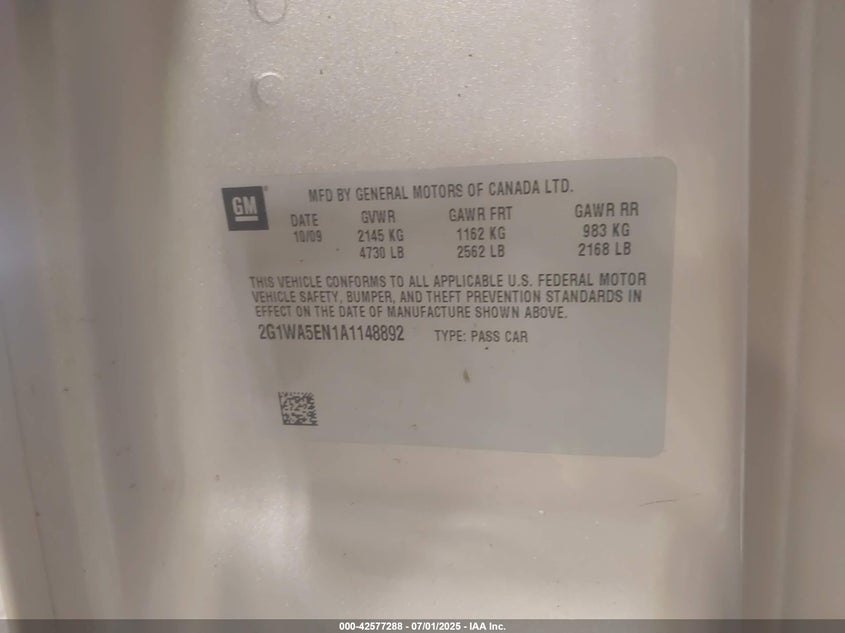 GM
MFD BY GENERAL MOTORS OF CANADA LTD.
DATE GVWR GAWR FRT GAWR RR
10/09 2145 KG 1162 KG 983 KG
4730 LB 2562 LB 2168 LB
THIS VEHICLE CONFORMS TO ALL APPLICABLE U.S. FEDERAL MOTOR
VEHICLE SAFETY, BUMPER, AND THEFT PREVENTION STANDARDS IN
EFFECT ON THE DATE OF MANUFACTURE SHOWN ABOVE.
2G1WA5EN1A1148892 TYPE: PASS CAR
000-42577288 - 07/01/2025 - IAA Inc.